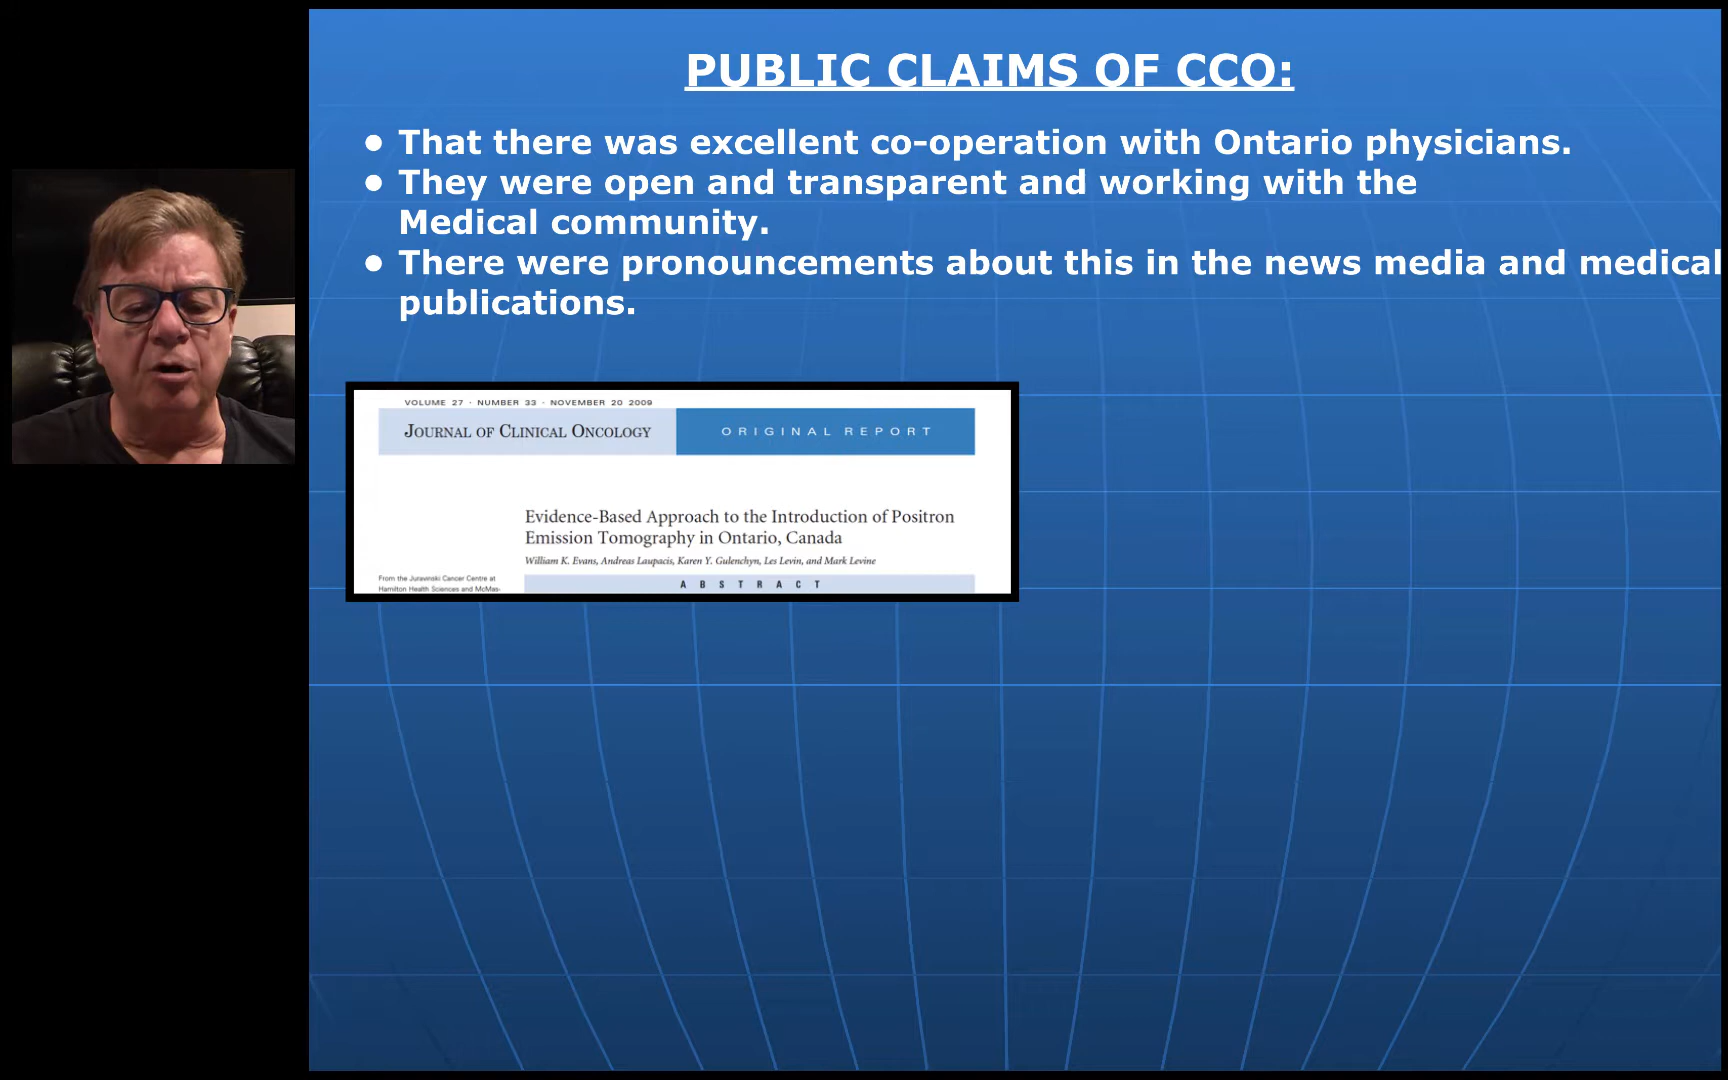 PUBLIC CLAIMS OF CCO:
● That there was excellent co-operation with Ontario physicians.
● They were open and transparent and working with the
Medical community.
● There were pronouncements about this in the news media and medical
publications.
VOLUME 27 · NUMBER 33 · NOVEMBER 20 2009
JOURNAL OF CLINICAL ONCOLOGY
ORIGINAL REPORT
Evidence-Based Approach to the Introduction of Positron
Emission Tomography in Ontario, Canada
William K. Evans, Andreas Laupacis, Karen Y. Gulenchyn, Les Levin, and Mark Levine
From the Juravinski Cancer Centre at
Hamilton Health Sciences and McMas-
ABSTRACT